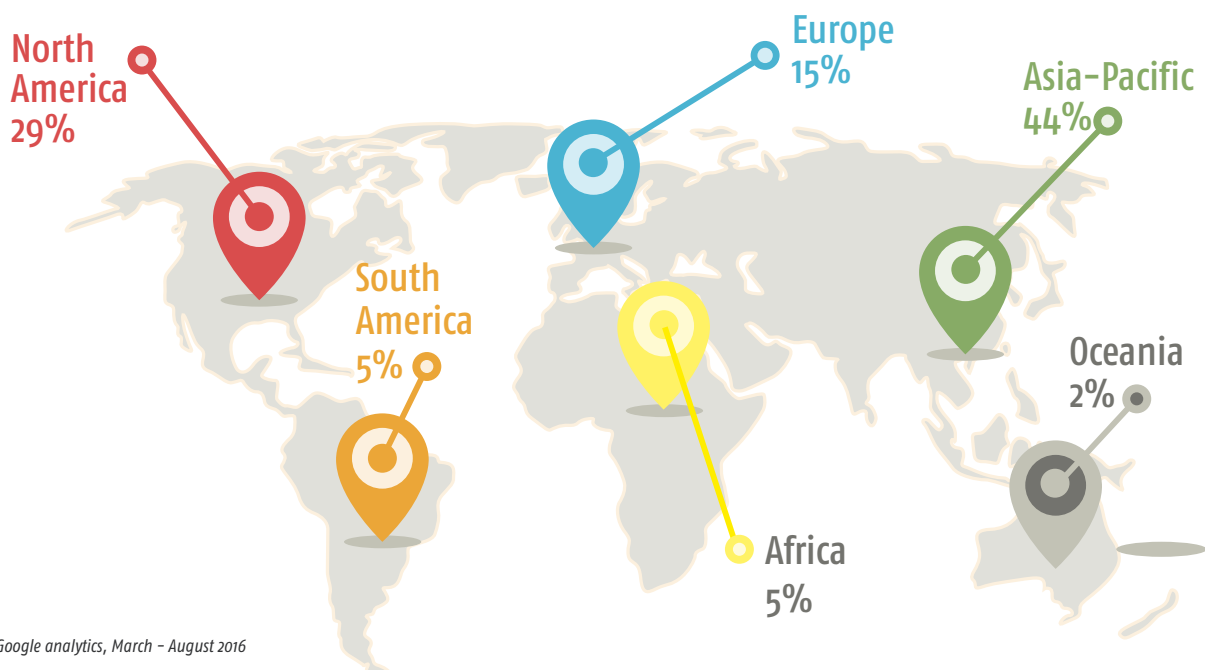 North
America
29%
Europe
15%
Asia-Pacific
44%
South
America
5%
Oceania
2%
Africa
5%
Google analytics, March - August 2016